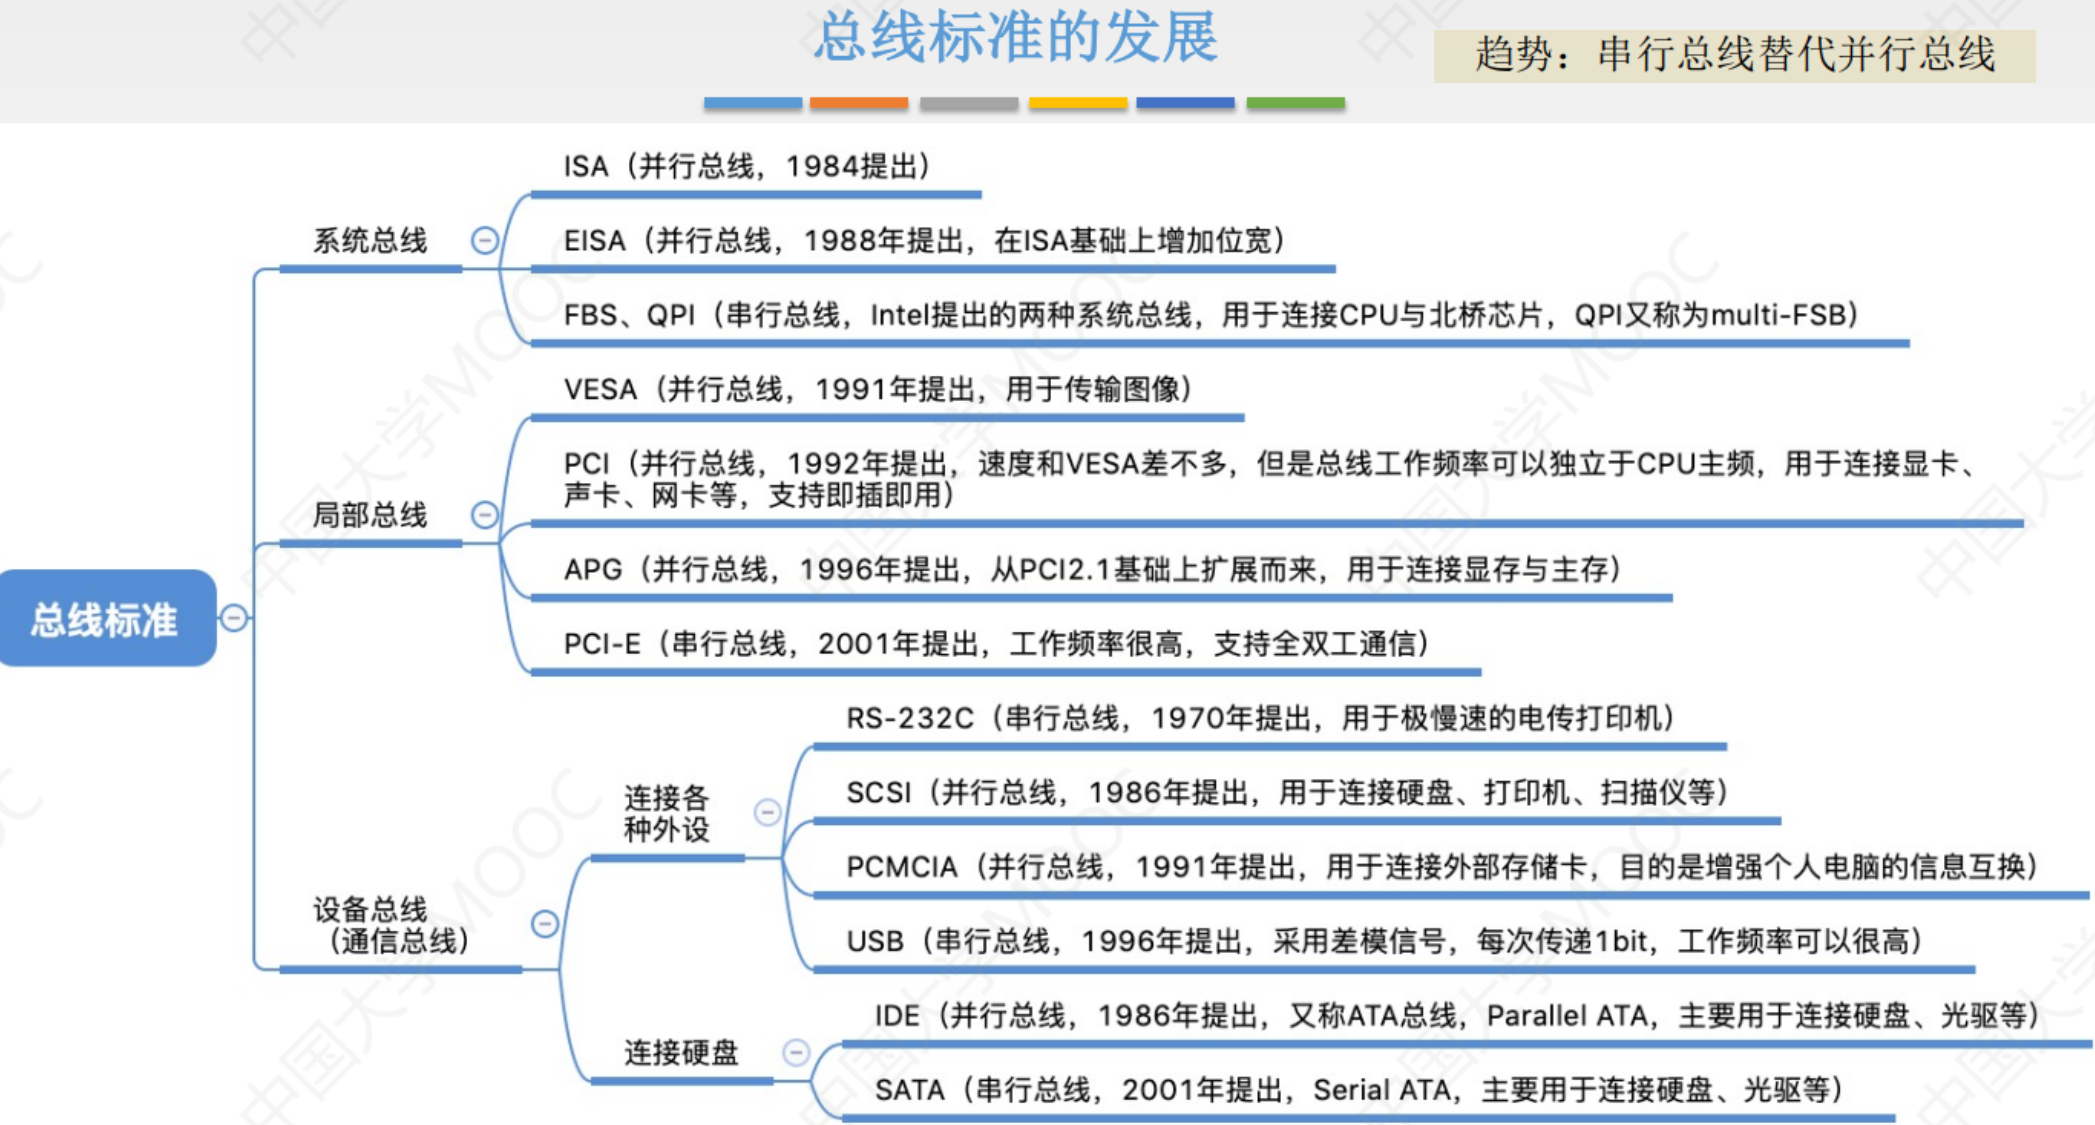 总线标准的发展
趋势：串行总线替代并行总线
总线标准
系统总线
ISA（并行总线，1984提出）
EISA（并行总线，1988年提出，在ISA基础上增加位宽）
FBS、QPI（串行总线，Intel提出的两种系统总线，用于连接CPU与北桥芯片，QPI又称为multi-FSB）
局部总线
VESA（并行总线，1991年提出，用于传输图像）
PCI（并行总线，1992年提出，速度和VESA差不多，但是总线工作频率可以独立于CPU主频，用于连接显卡、
声卡、网卡等，支持即插即用）
APG（并行总线，1996年提出，从PCI2.1基础上扩展而来，用于连接显存与主存）
PCI-E（串行总线，2001年提出，工作频率很高，支持全双工通信）
设备总线
（通信总线）
连接各
种外设
RS-232C（串行总线，1970年提出，用于极慢速的电传打印机）
SCSI（并行总线，1986年提出，用于连接硬盘、打印机、扫描仪等）
PCMCIA（并行总线，1991年提出，用于连接外部存储卡，目的是增强个人电脑的信息互换）
USB（串行总线，1996年提出，采用差模信号，每次传递1bit，工作频率可以很高）
连接硬盘
IDE（并行总线，1986年提出，又称ATA总线，Parallel ATA，主要用于连接硬盘、光驱等）
SATA（串行总线，2001年提出，Serial ATA，主要用于连接硬盘、光驱等）
中国大学MOOC